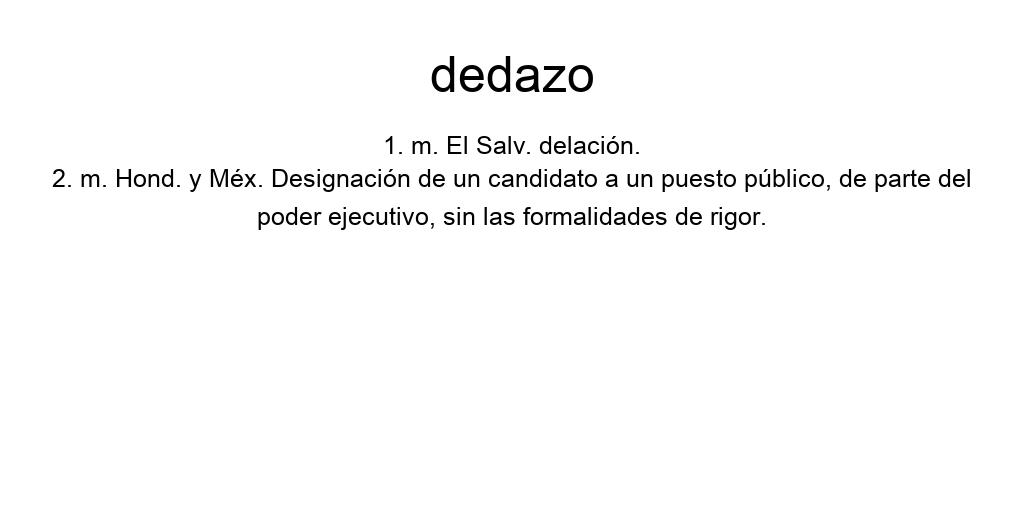 dedazo
1. m. El Salv. delación.
2. m. Hond. y Méx. Designación de un candidato a un puesto público, de parte del
poder ejecutivo, sin las formalidades de rigor.